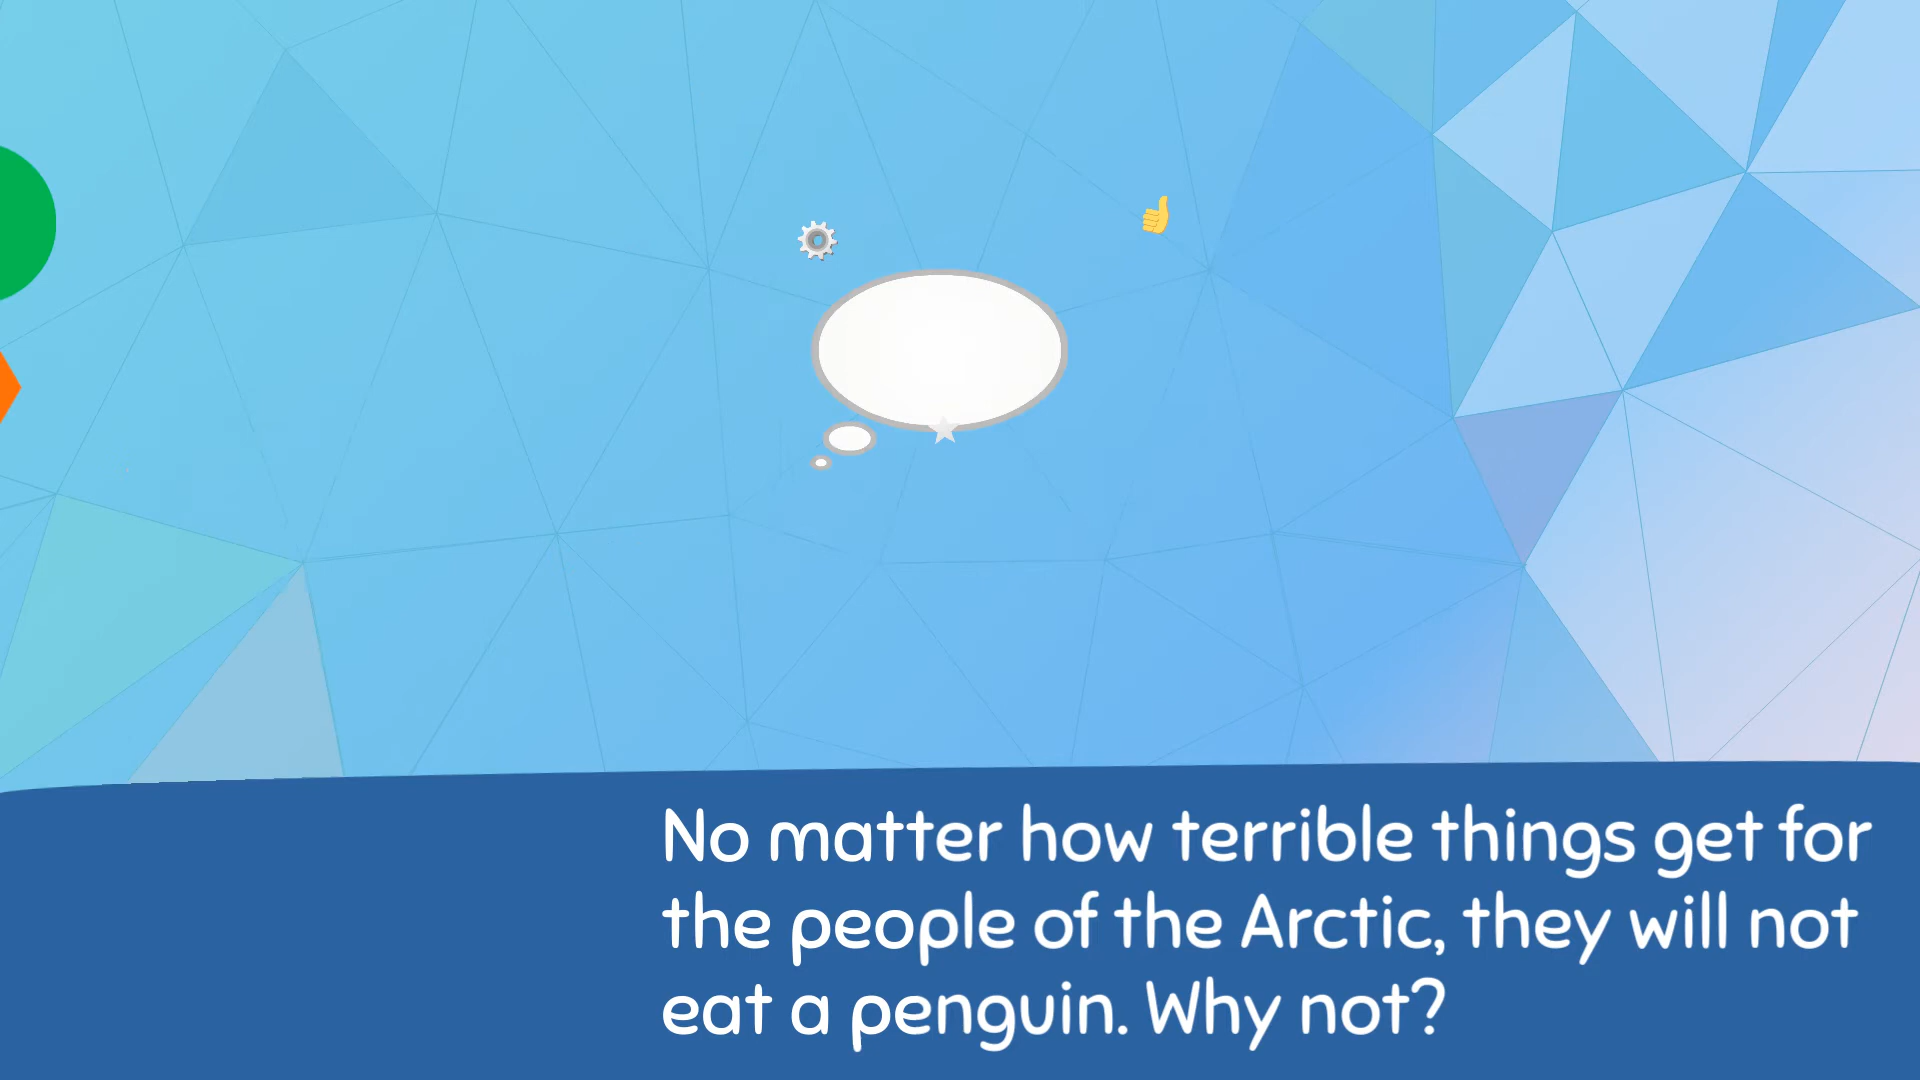 No matter how terrible things get for
the people of the Arctic, they will not
eat a penguin. Why not?